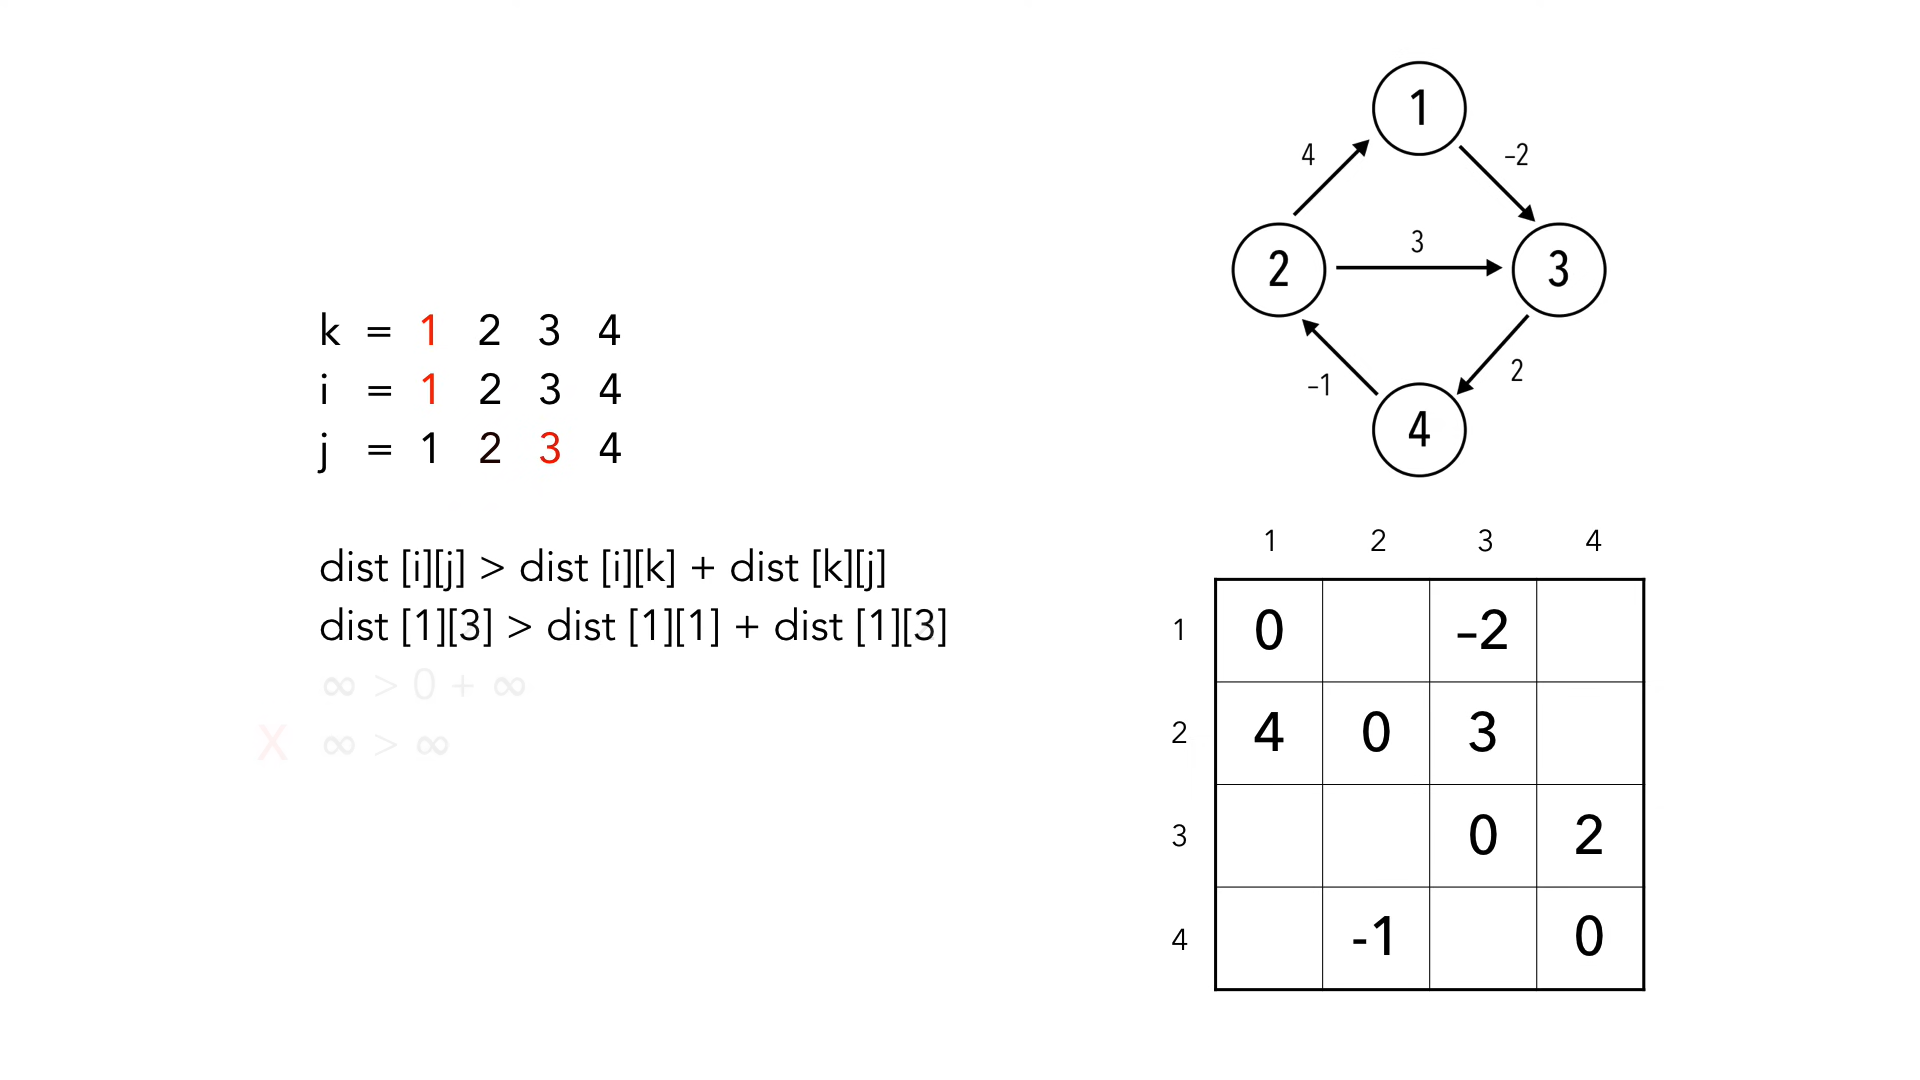 k = 1 2 3 4
i = 1 2 3 4
j = 1 2 3 4
dist [i][j] > dist [i][k] + dist [k][j]
dist [1][3] > dist [1][1] + dist [1][3]
∞ > 0 + ∞
X ∞ > ∞
1
4
–2
2
3
3
–1
2
4
1 2 3 4
1 0 -2
2 4 0 3
3 0 2
4 -1 0